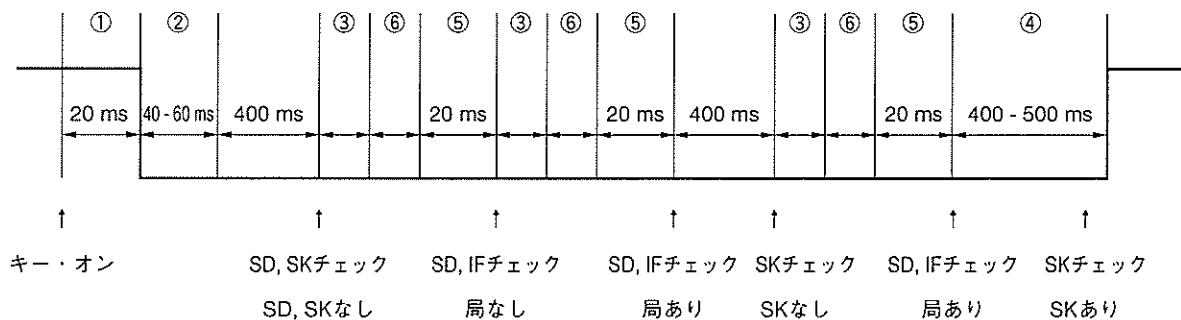 ① ② ③ ⑥ ⑤ ③ ⑥ ⑤ ③ ⑥ ⑤ ④
20 ms 40 - 60 ms 400 ms 20 ms 20 ms 400 ms 20 ms 400 - 500 ms
キー・オン SD, SKチェック SD, IFチェック SD, IFチェック SKチェック SD, IFチェック SKチェック
SD, SKなし 局なし 局あり SKなし 局あり SKあり